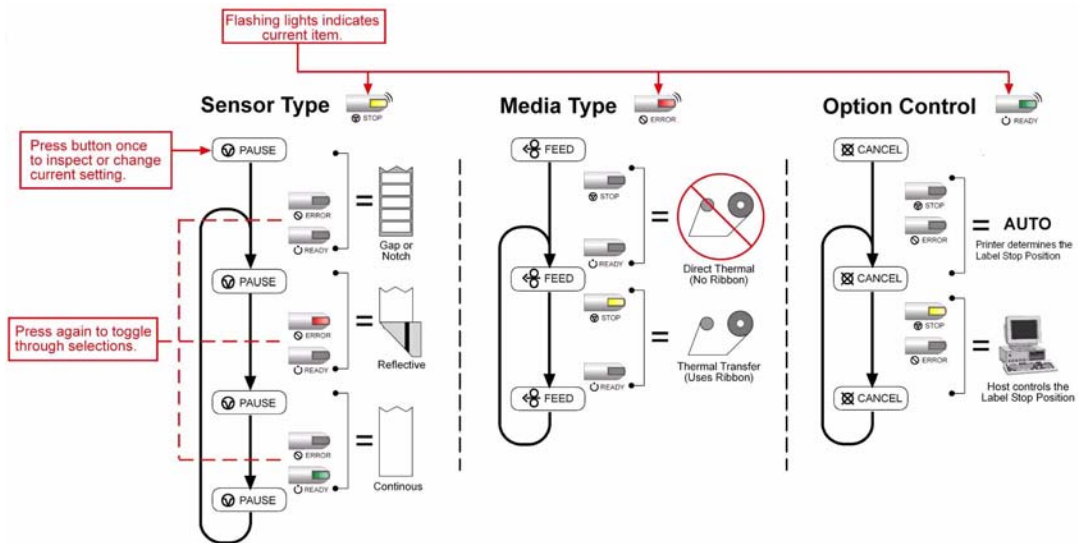 Flashing lights indicates
current item.
Sensor Type
STOP
Media Type
ERROR
Option Control
READY
Press button once
to inspect or change
current setting.
PAUSE
ERROR
READY
=
Gap or
Notch
PAUSE
Press again to toggle
through selections.
ERROR
READY
=
Reflective
PAUSE
ERROR
READY
=
Continous
PAUSE
FEED
STOP
READY
=
Direct Thermal
(No Ribbon)
FEED
STOP
READY
=
Thermal Transfer
(Uses Ribbon)
FEED
CANCEL
STOP
ERROR
= AUTO
Printer determines the
Label Stop Position
CANCEL
STOP
ERROR
=
Host controls the
Label Stop Position
CANCEL